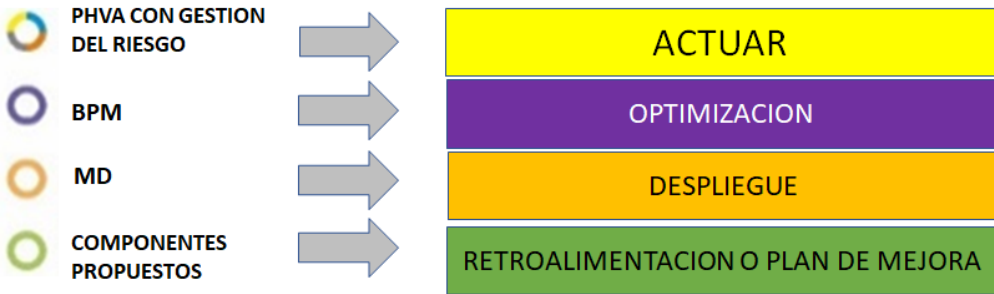 PHVA CON GESTION
DEL RIESGO
ACTUAR
BPM
OPTIMIZACION
MD
DESPLIEGUE
COMPONENTES
PROPUESTOS
RETROALIMENTACION O PLAN DE MEJORA